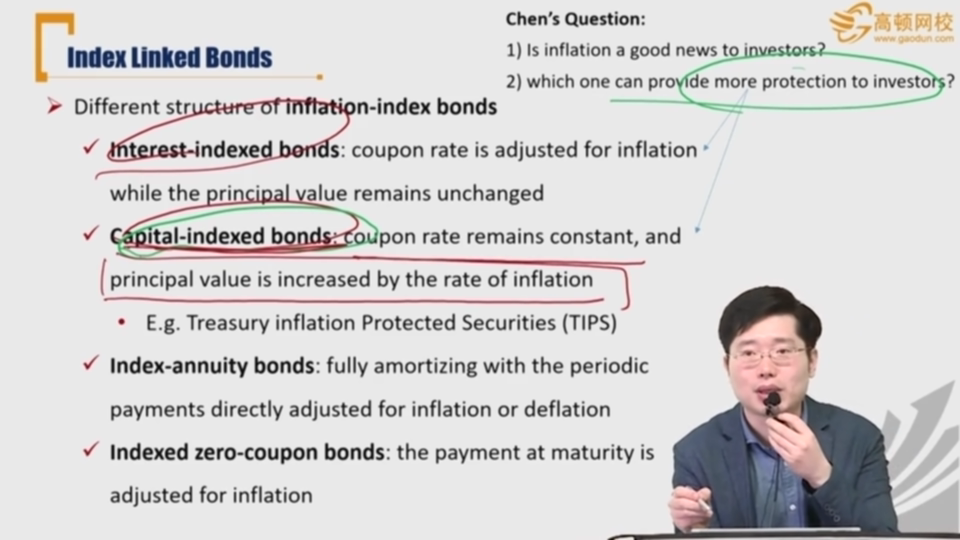 Chen's Question:
高顿网校
www.gaodun.com
Index Linked Bonds
1) Is inflation a good news to investors?
2) which one can provide more protection to investors?
Different structure of inflation-index bonds
Interest-indexed bonds: coupon rate is adjusted for inflation
while the principal value remains unchanged
Capital-indexed bonds: coupon rate remains constant, and
principal value is increased by the rate of inflation
E.g. Treasury inflation Protected Securities (TIPS)
Index-annuity bonds: fully amortizing with the periodic
payments directly adjusted for inflation or deflation
Indexed zero-coupon bonds: the payment at maturity is
adjusted for inflation